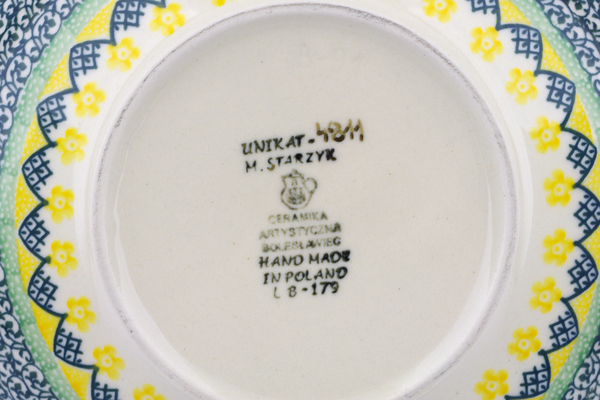 UNIKAT-4811
M. STARZYK
CERAMIKA
ARTYSTYCZNA
BOLESŁAWIEC
HAND MADE
IN POLAND
L B -179